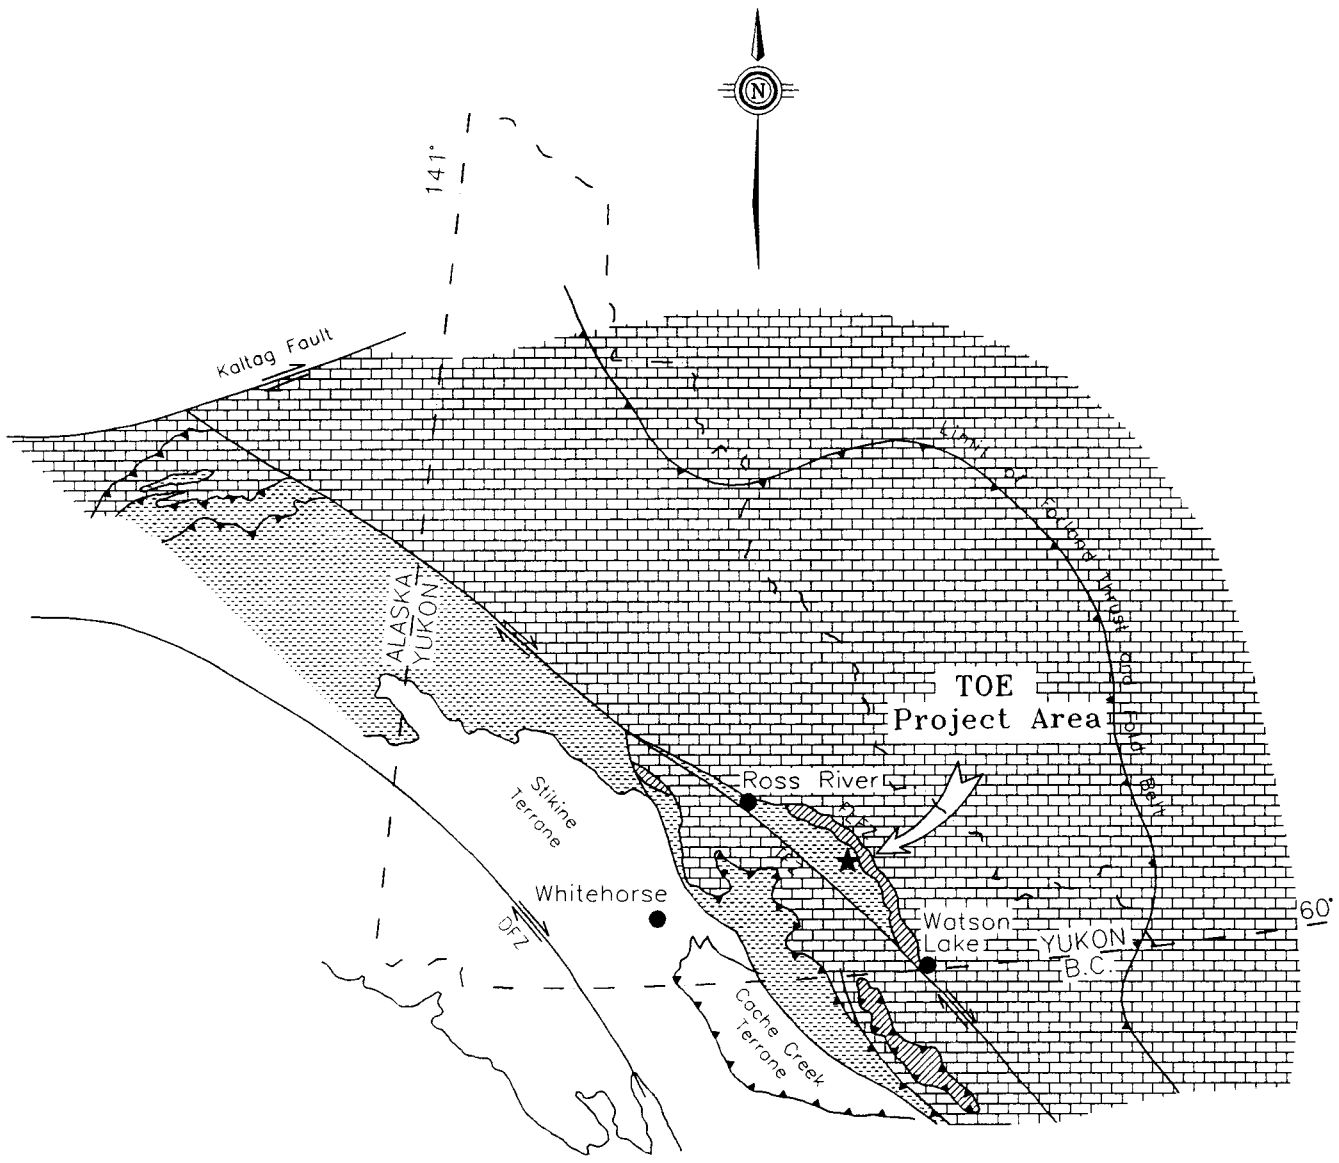 N
141°
Kaltag Fault
Limit of Forland Thrust and Fold Belt
ALASKA
YUKON
TOE
Project Area
Ross River
Stikine
Terrane
Whitehorse
DFZ
Watson
Lake
60°
YUKON
B.C.
Cache Creek
Terrane